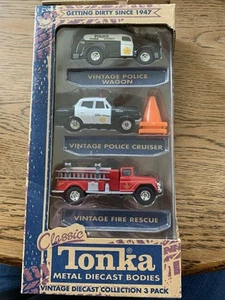 GETTING DIRTY SINCE 1947
POLICE
VINTAGE POLICE
WAGON
VINTAGE POLICE CRUISER
VINTAGE FIRE RESCUE
Classic
Tonka
METAL DIECAST BODIES
VINTAGE DIECAST COLLECTION 3 PACK